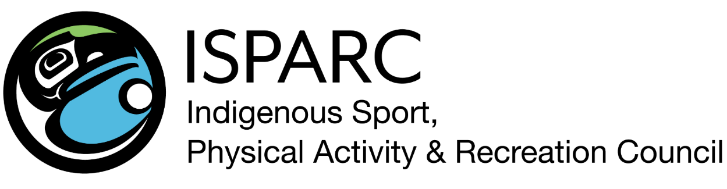 ISPARC
Indigenous Sport,
Physical Activity & Recreation Council